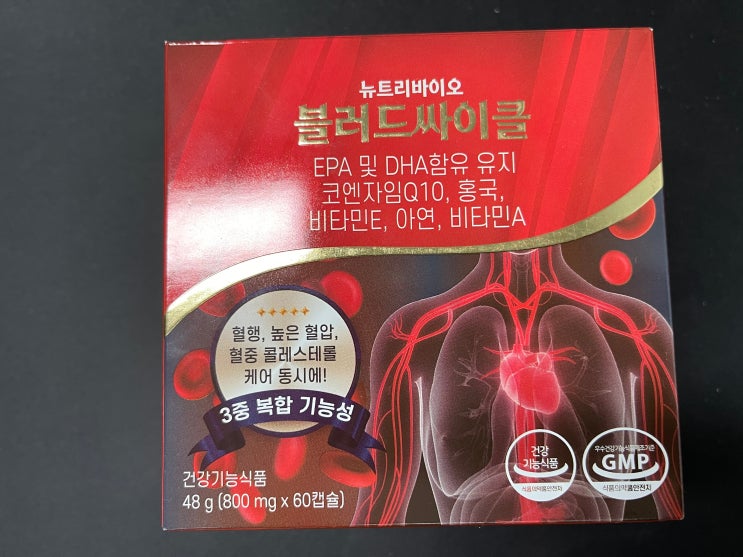 뉴트리바이오
블러드싸이클
EPA 및 DHA함유 유지
코엔자임Q10, 홍국,
비타민E, 아연, 비타민A
혈행, 높은 혈압,
혈중 콜레스테롤
케어 동시에!
3중 복합 기능성
건강기능식품
48 g (800 mg x 60캡슐)
건강
기능식품
식품의약품안전처
우수건강기능식품제조기준
GMP
식품의약품안전처